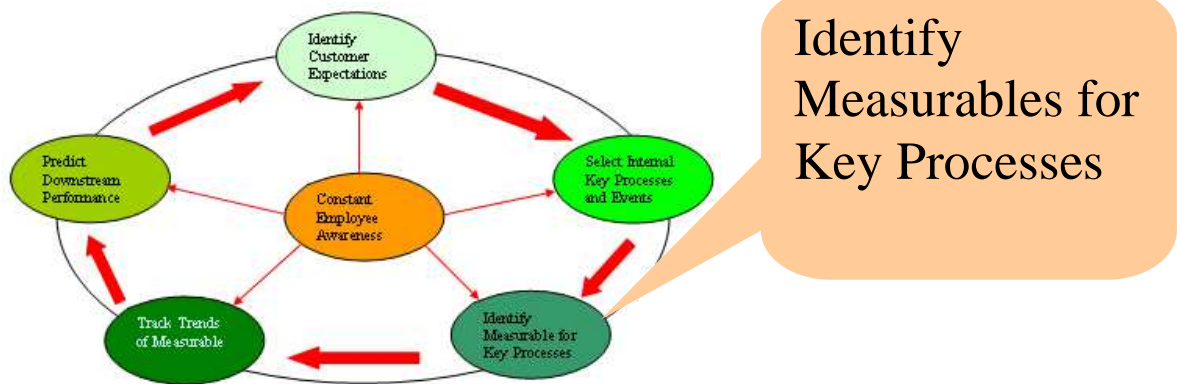 Identify
Customer
Expectations
Select Internal
Key Processes
and Events
Identify
Measurable for
Key Processes
Track Trends
of Measurable
Predict
Downstream
Performance
Constant
Employee
Awareness
Identify
Measurables for
Key Processes